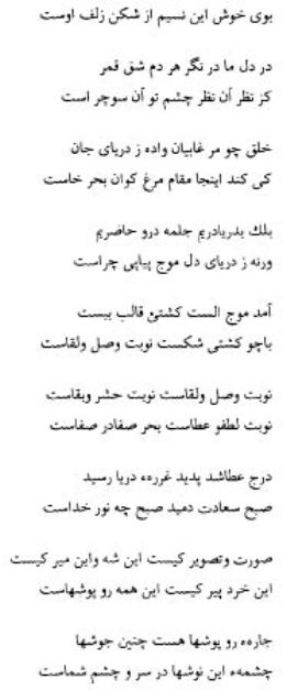 بوی خوش این نسیم از شکن زلف اوست
در دل ما در نگر هر دم شق قمر
کز نظر آن نظر چشم تو آن سوچر است
خلق چو مر غابیان واده ز دریای جان
کی کند اینجا مقام مرغ کوان بحر خاست
بلك بذریادریم جلمه درو حاضریم
ورنه ز دریای دل موج پیاپی چراست
آمد موج الست کشتئ قالب ببست
باچو کشتی شکست نوبت وصل ولقاست
نوبت وصل ولقاست نوبت حشر وبقاست
نوبت لطفو عطاست بحر صفادر صفاست
درج عطاشد پدید غرره دریا رسید
صبح سعادت دمید صبح چه نور خداست
صورت وتصویر کیست این شه واین میر کیست
این خرد پیر کیست این همه رو پوشهاست
جاره رو پوشها هست چنین جوشها
چشمه این نوشها در سر و چشم شماست